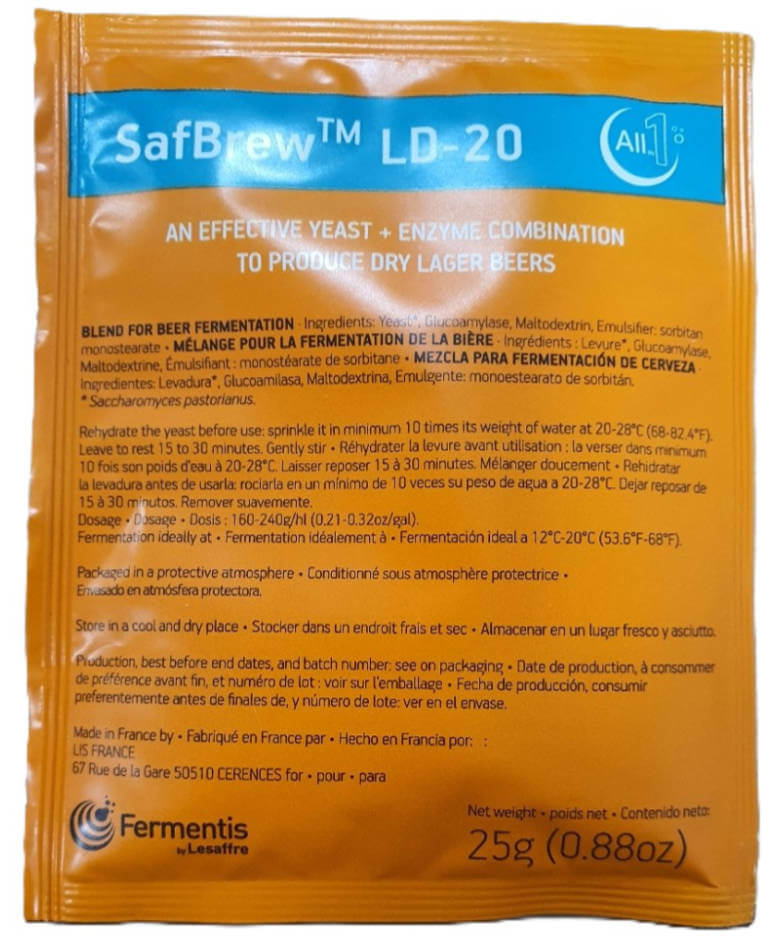 SafBrew™ LD-20
All in 1
AN EFFECTIVE YEAST + ENZYME COMBINATION
TO PRODUCE DRY LAGER BEERS
BLEND FOR BEER FERMENTATION - Ingredients: Yeast*, Glucoamylase, Maltodextrin, Emulsifier: sorbitan
monostearate • MÉLANGE POUR LA FERMENTATION DE LA BIÈRE - Ingrédients : Levure*, Glucoamylase,
Maltodextrine, Émulsifiant : monostéarate de sorbitane • MEZCLA PARA FERMENTACIÓN DE CERVEZA -
Ingredientes: Levadura*, Glucoamilasa, Maltodextrina, Emulgente: monoestearato de sorbitán.
* Saccharomyces pastorianus.
Rehydrate the yeast before use: sprinkle it in minimum 10 times its weight of water at 20-28°C (68-82.4°F).
Leave to rest 15 to 30 minutes. Gently stir • Réhydrater la levure avant utilisation : la verser dans minimum
10 fois son poids d'eau à 20-28°C. Laisser reposer 15 à 30 minutes. Mélanger doucement • Rehidratar
la levadura antes de usarla: rociarla en un mínimo de 10 veces su peso de agua a 20-28°C. Dejar reposar de
15 à 30 minutos. Remover suavemente.
Dosage • Dosage • Dosis : 160-240g/hl (0.21-0.32oz/gal).
Fermentation ideally at • Fermentation idéalement à • Fermentación ideal a 12°C-20°C (53.6°F-68°F).
Packaged in a protective atmosphere • Conditionné sous atmosphère protectrice •
Envasado en atmósfera protectora.
Store in a cool and dry place • Stocker dans un endroit frais et sec • Almacenar en un lugar fresco y asciutto.
Production, best before end dates, and batch number: see on packaging • Date de production, à consommer
de préférence avant fin, et numéro de lot : voir sur l'emballage • Fecha de producción, consumir
preferentemente antes de finales de, y número de lote: ver en el envase.
Made in France by • Fabriqué en France par • Hecho en Francia por: :
LIS FRANCE
67 Rue de la Gare 50510 CERENCES for • pour • para
Fermentis
by Lesaffre
Net weight • poids net • Contenido neto:
25g (0.88oz)